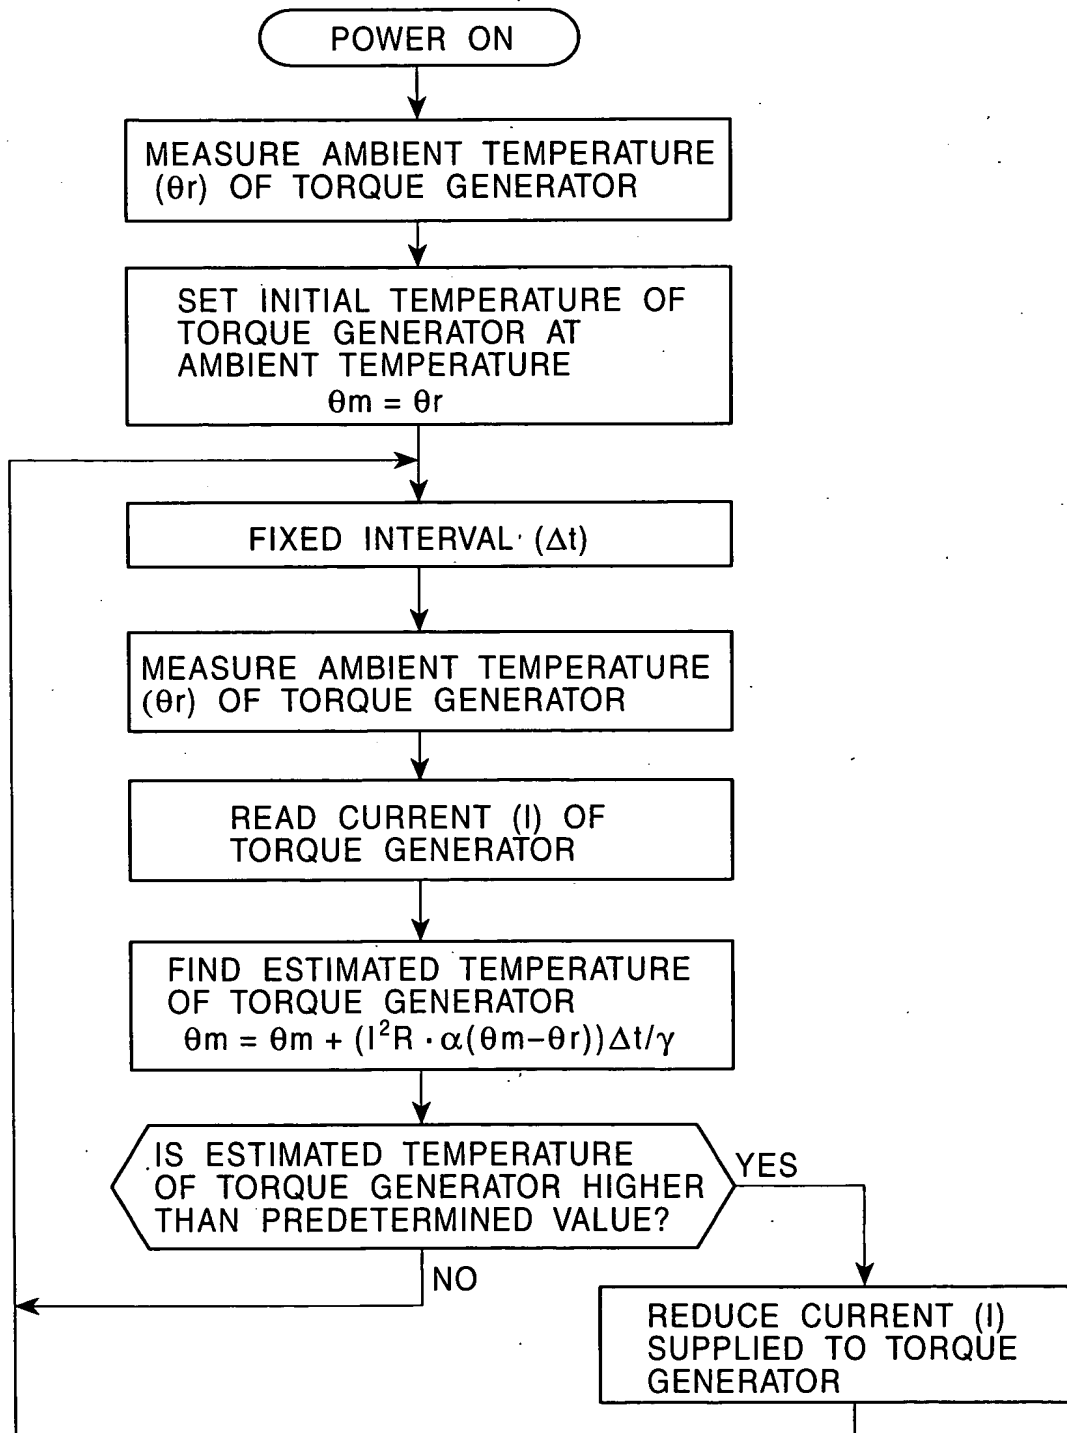 POWER ON
MEASURE AMBIENT TEMPERATURE
(θr) OF TORQUE GENERATOR
SET INITIAL TEMPERATURE OF
TORQUE GENERATOR AT
AMBIENT TEMPERATURE
θm = θr
FIXED INTERVAL (Δt)
MEASURE AMBIENT TEMPERATURE
(θr) OF TORQUE GENERATOR
READ CURRENT (I) OF
TORQUE GENERATOR
FIND ESTIMATED TEMPERATURE
OF TORQUE GENERATOR
θm = θm + (I²R · α(θm−θr))Δt/γ
IS ESTIMATED TEMPERATURE
OF TORQUE GENERATOR HIGHER
THAN PREDETERMINED VALUE?
YES
NO
REDUCE CURRENT (I)
SUPPLIED TO TORQUE
GENERATOR